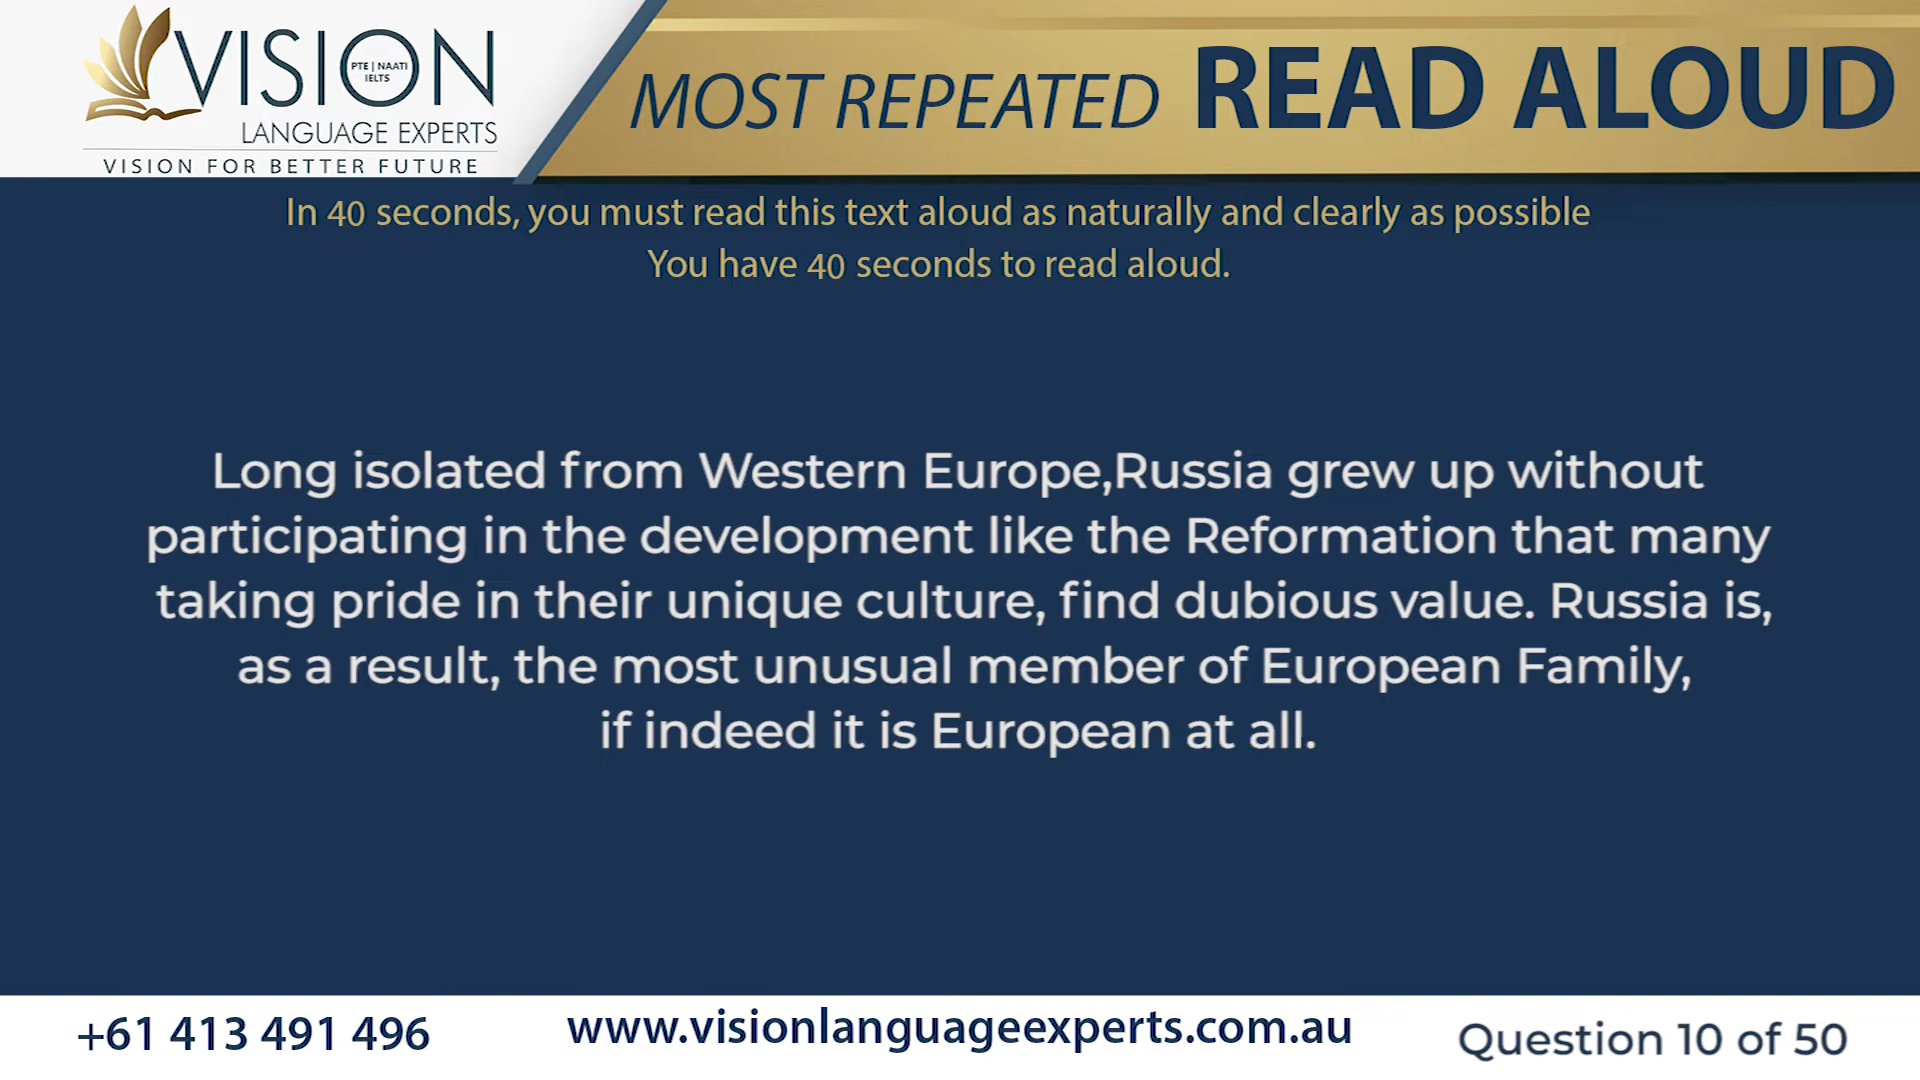 VISION
PTE | NAATI
IELTS
LANGUAGE EXPERTS
VISION FOR BETTER FUTURE
MOST REPEATED READ ALOUD
In 40 seconds, you must read this text aloud as naturally and clearly as possible
You have 40 seconds to read aloud.
Long isolated from Western Europe,Russia grew up without
participating in the development like the Reformation that many
taking pride in their unique culture, find dubious value. Russia is,
as a result, the most unusual member of European Family,
if indeed it is European at all.
+61 413 491 496
www.visionlanguageexperts.com.au
Question 10 of 50